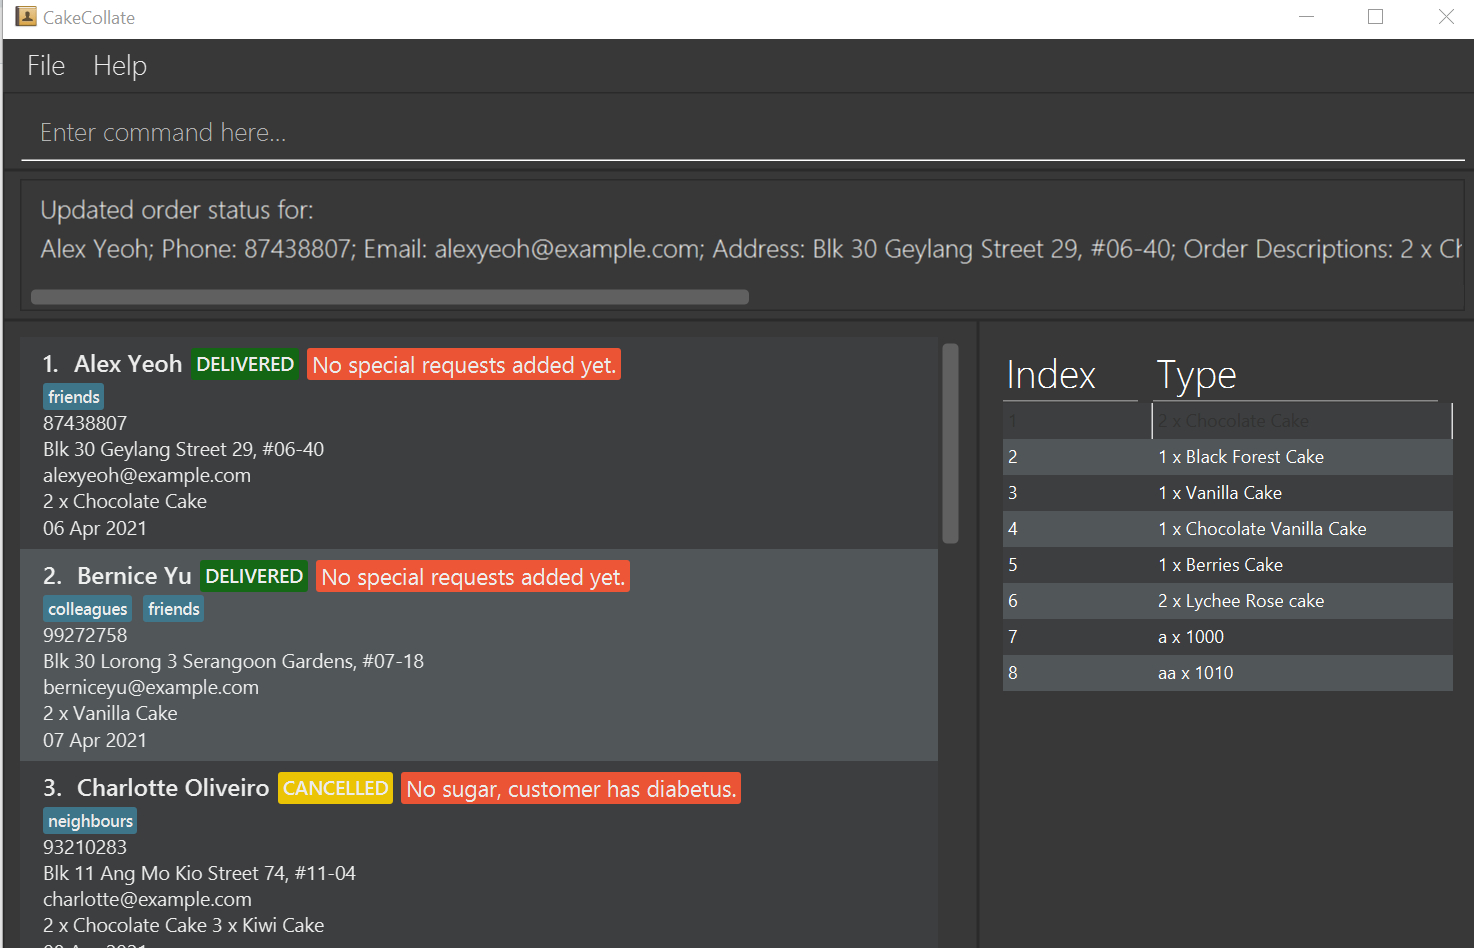 CakeCollate
File Help
Enter command here...
Updated order status for:
Alex Yeoh; Phone: 87438807; Email: alexyeoh@example.com; Address: Blk 30 Geylang Street 29, #06-40; Order Descriptions: 2 x Ch
1. Alex Yeoh DELIVERED No special requests added yet.
friends
87438807
Blk 30 Geylang Street 29, #06-40
alexyeoh@example.com
2 x Chocolate Cake
06 Apr 2021
2. Bernice Yu DELIVERED No special requests added yet.
colleagues friends
99272758
Blk 30 Lorong 3 Serangoon Gardens, #07-18
berniceyu@example.com
2 x Vanilla Cake
07 Apr 2021
3. Charlotte Oliveiro CANCELLED No sugar, customer has diabetus.
neighbours
93210283
Blk 11 Ang Mo Kio Street 74, #11-04
charlotte@example.com
2 x Chocolate Cake 3 x Kiwi Cake
Index Type
1 2 x Chocolate Cake
2 1 x Black Forest Cake
3 1 x Vanilla Cake
4 1 x Chocolate Vanilla Cake
5 1 x Berries Cake
6 2 x Lychee Rose cake
7 a x 1000
8 aa x 1010